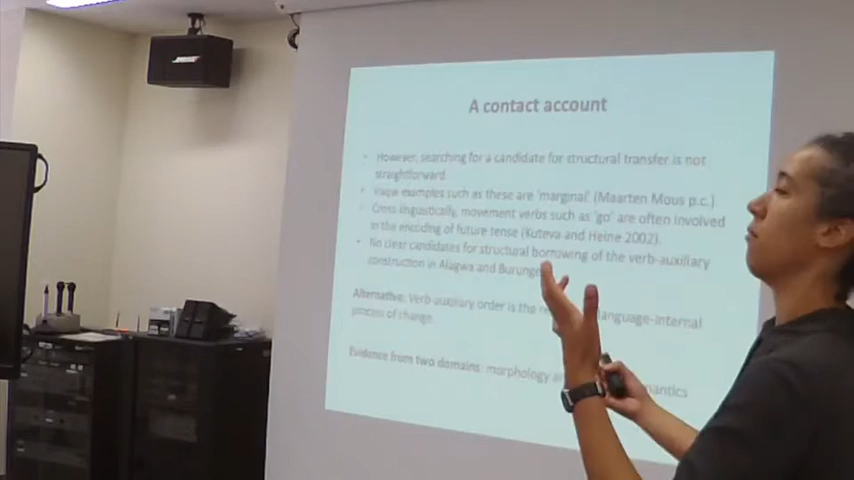 A contact account
• However, searching for a candidate for structural transfer is not
straightforward.
• Iraqw examples such as these are 'marginal' (Maarten Mous p.c.)
• Cross linguistically, movement verbs such as 'go' are often involved
in the encoding of future tense (Kuteva and Heine 2002).
• No clear candidates for structural borrowing of the verb-auxiliary
construction in Alagwa and Burunge
Alternative: Verb-auxiliary order is the language-internal
process of change.
Evidence from two domains: morphology